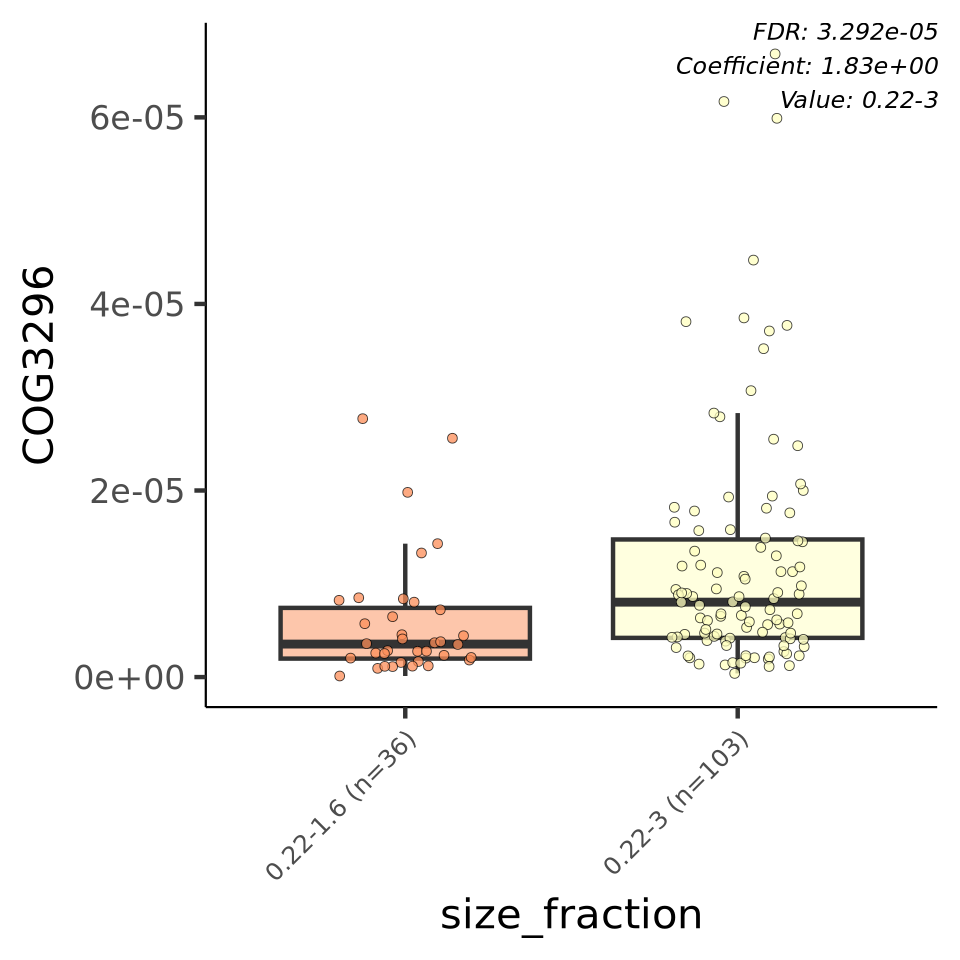 FDR: 3.292e-05
Coefficient: 1.83e+00
Value: 0.22-3
6e-05
4e-05
2e-05
0e+00
COG3296
0.22-1.6 (n=36)
0.22-3 (n=103)
size_fraction